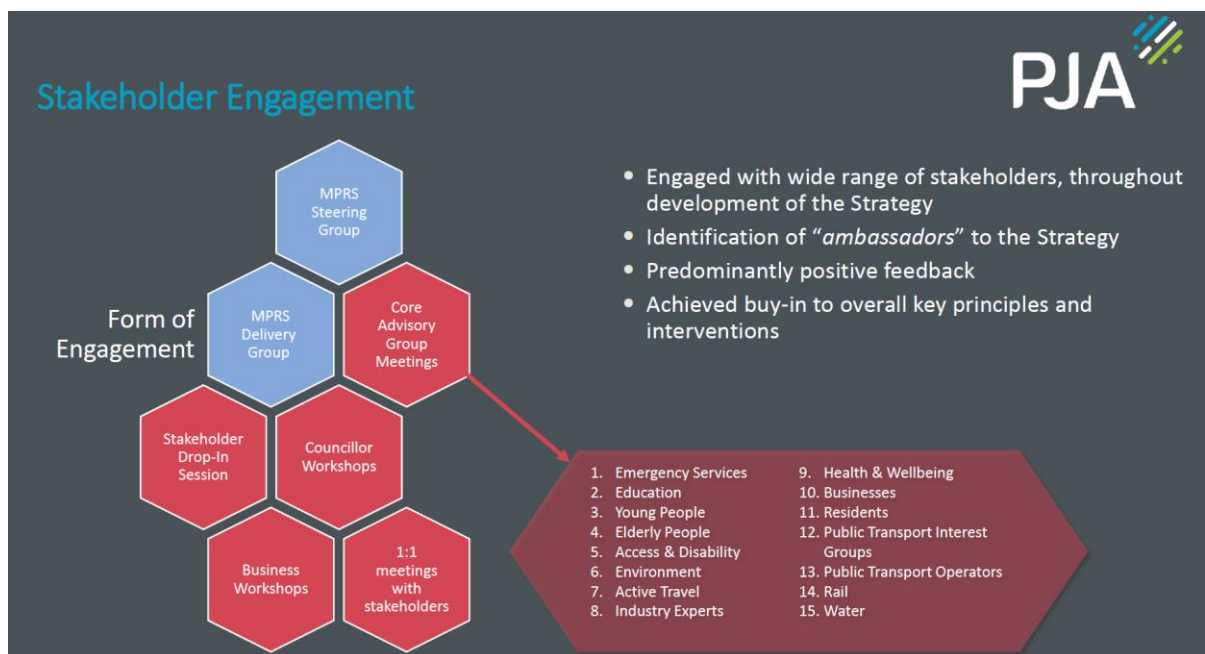 PJA
Stakeholder Engagement
MPRS
Steering
Group
Form of
Engagement
MPRS
Delivery
Group
Core
Advisory
Group
Meetings
Stakeholder
Drop-In
Session
Councillor
Workshops
Business
Workshops
1:1
meetings
with
stakeholders
• Engaged with wide range of stakeholders, throughout
development of the Strategy
• Identification of “ambassadors” to the Strategy
• Predominantly positive feedback
• Achieved buy-in to overall key principles and
interventions
1. Emergency Services
2. Education
3. Young People
4. Elderly People
5. Access & Disability
6. Environment
7. Active Travel
8. Industry Experts
9. Health & Wellbeing
10. Businesses
11. Residents
12. Public Transport Interest
Groups
13. Public Transport Operators
14. Rail
15. Water